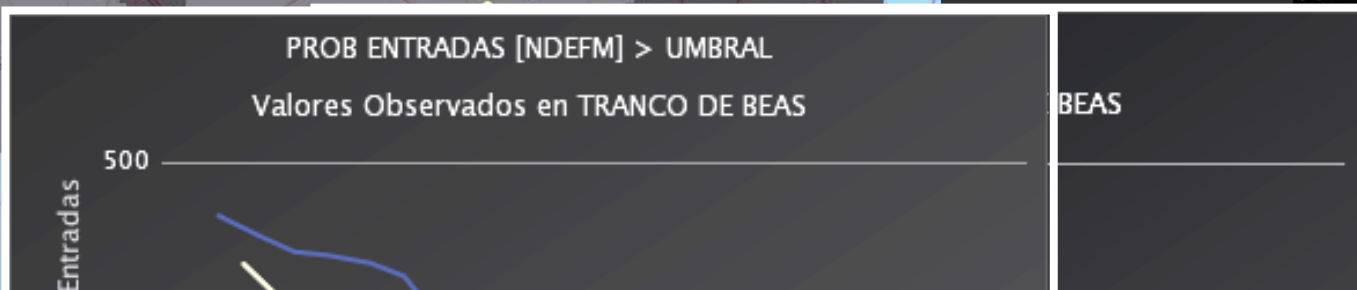 PROB ENTRADAS [NDEFM] > UMBRAL
Valores Observados en TRANCO DE BEAS
BEAS
500
Entradas